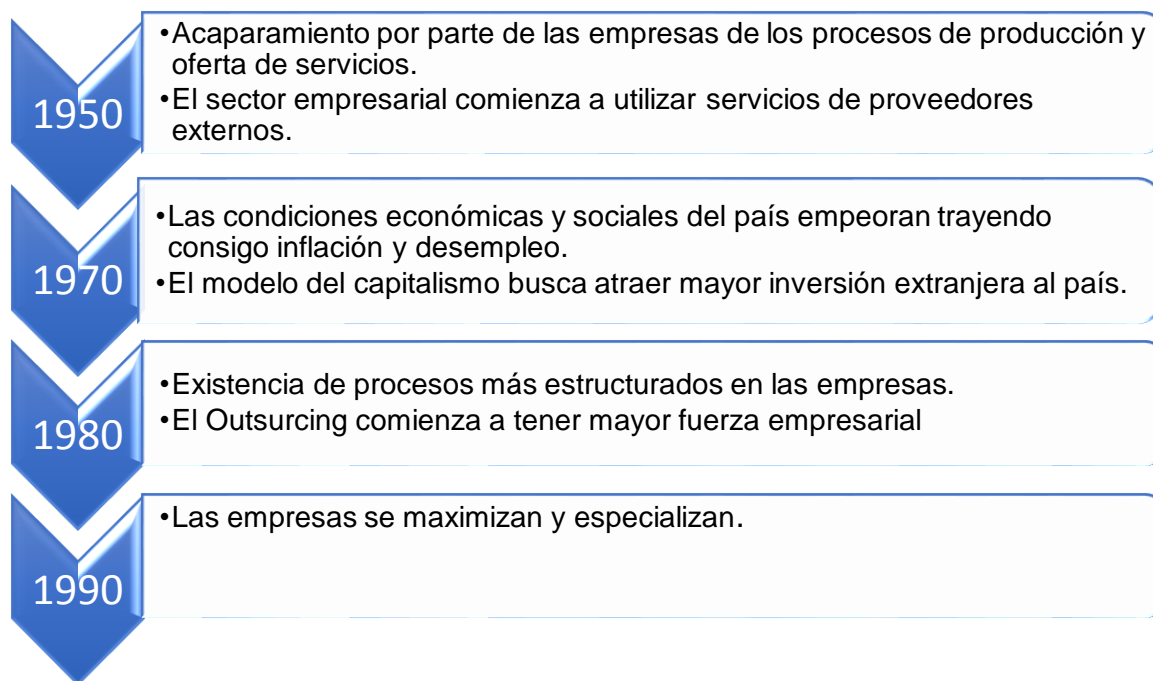 1950
•Acaparamiento por parte de las empresas de los procesos de producción y
oferta de servicios.
•El sector empresarial comienza a utilizar servicios de proveedores
externos.
1970
•Las condiciones económicas y sociales del país empeoran trayendo
consigo inflación y desempleo.
•El modelo del capitalismo busca atraer mayor inversión extranjera al país.
1980
•Existencia de procesos más estructurados en las empresas.
•El Outsurcing comienza a tener mayor fuerza empresarial
1990
•Las empresas se maximizan y especializan.